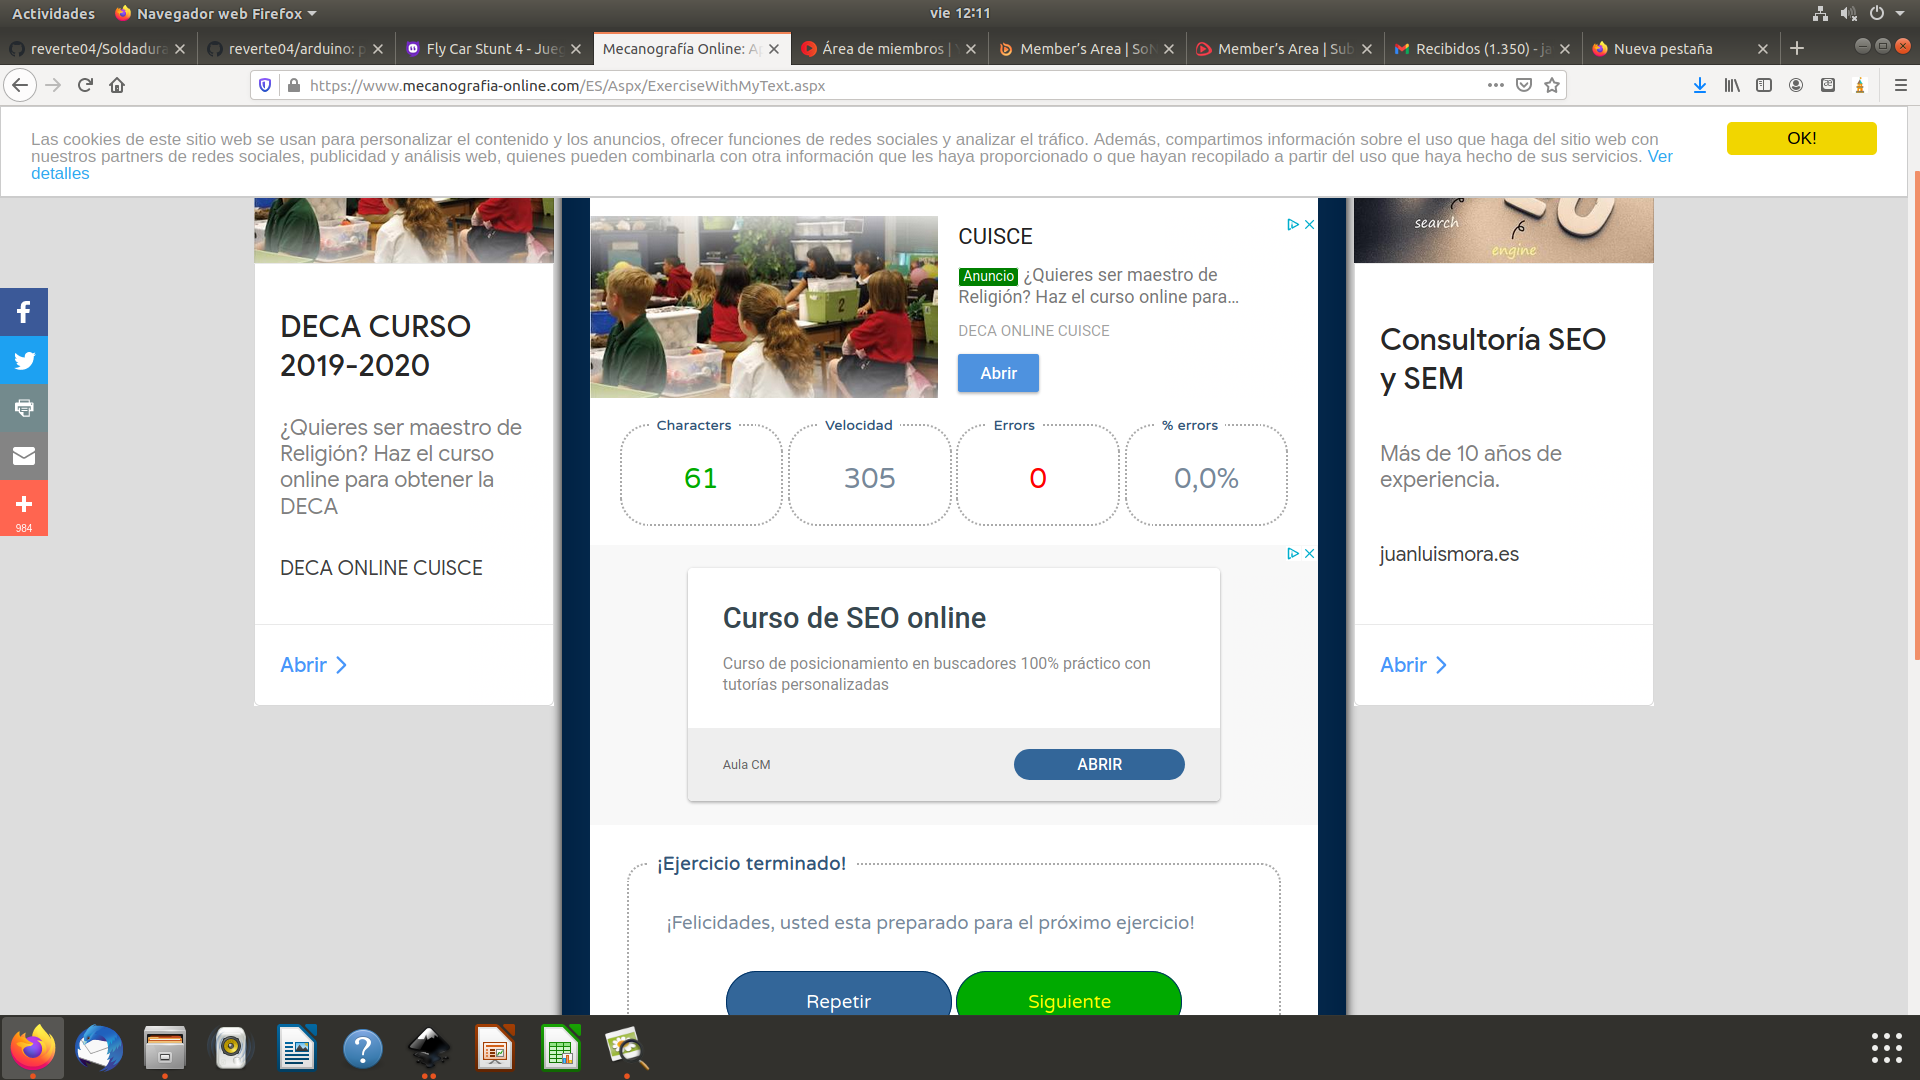 Actividades
Navegador web Firefox
vie 12:11
reverte04/Soldadura
reverte04/arduino: p
Fly Car Stunt 4 - Jueg
Mecanografía Online: Ap
Área de miembros | Y
Member's Area | SoN
Member's Area | Sub
Recibidos (1.350) - ja
Nueva pestaña
https://www.mecanografia-online.com/ES/Aspx/ExerciseWithMyText.aspx
Las cookies de este sitio web se usan para personalizar el contenido y los anuncios, ofrecer funciones de redes sociales y analizar el tráfico. Además, compartimos información sobre el uso que haga del sitio web con
nuestros partners de redes sociales, publicidad y análisis web, quienes pueden combinarla con otra información que les haya proporcionado o que hayan recopilado a partir del uso que haya hecho de sus servicios. Ver
detalles
OK!
984
DECA CURSO
2019-2020
¿Quieres ser maestro de
Religión? Haz el curso
online para obtener la
DECA
DECA ONLINE CUISCE
Abrir
2
CUISCE
Anuncio ¿Quieres ser maestro de
Religión? Haz el curso online para...
DECA ONLINE CUISCE
Abrir
Characters
61
Velocidad
305
Errors
0
% errors
0,0%
Curso de SEO online
Curso de posicionamiento en buscadores 100% práctico con
tutorías personalizadas
Aula CM
ABRIR
¡Ejercicio terminado!
¡Felicidades, usted esta preparado para el próximo ejercicio!
Repetir
Siguiente
search
engine
Consultoría SEO
y SEM
Más de 10 años de
experiencia.
juanluismora.es
Abrir